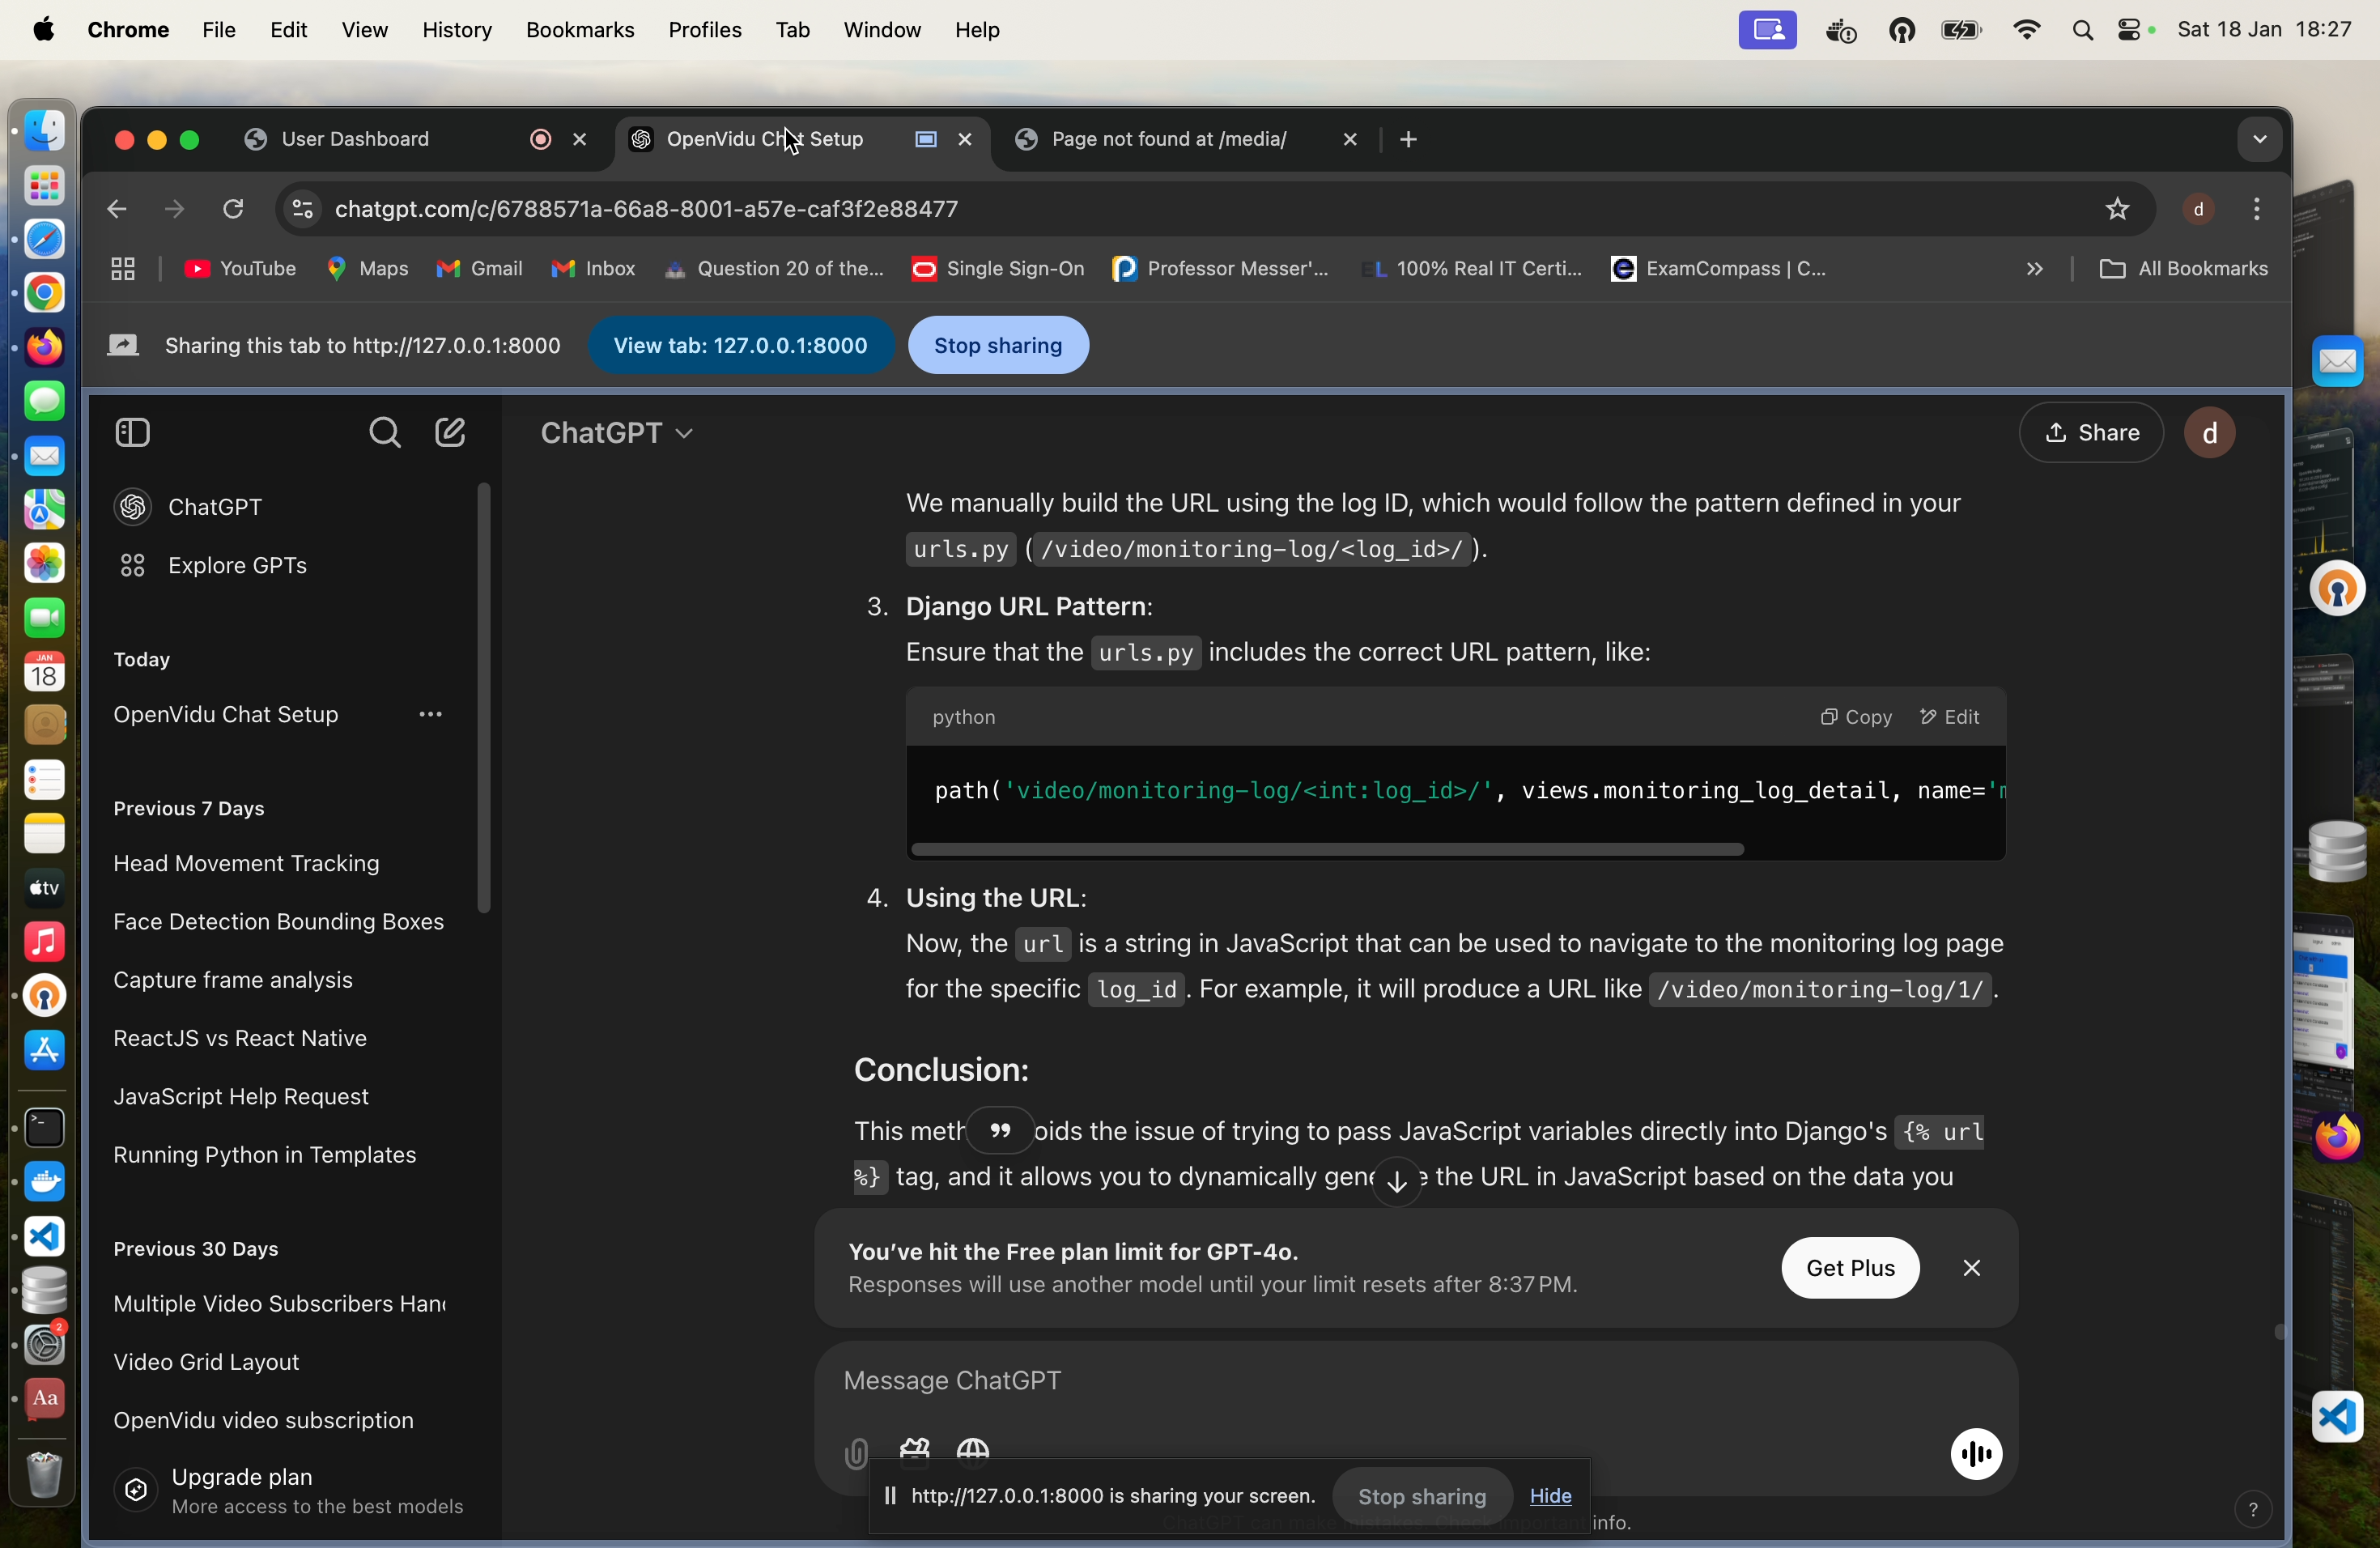 Chrome File Edit View History Bookmarks Profiles Tab Window Help Sat 18 Jan 18:27
User Dashboard OpenVidu Chat Setup Page not found at /media/
chatgpt.com/c/6788571a-66a8-8001-a57e-caf3f2e88477 d
YouTube Maps Gmail Inbox Question 20 of the... Single Sign-On Professor Messer'... EL 100% Real IT Certi... ExamCompass | C... All Bookmarks
Sharing this tab to http://127.0.0.1:8000 View tab: 127.0.0.1:8000 Stop sharing
ChatGPT Share d
ChatGPT
Explore GPTs
Today
OpenVidu Chat Setup
Previous 7 Days
Head Movement Tracking
Face Detection Bounding Boxes
Capture frame analysis
ReactJS vs React Native
JavaScript Help Request
Running Python in Templates
Previous 30 Days
Multiple Video Subscribers Han
Video Grid Layout
OpenVidu video subscription
Upgrade plan
More access to the best models
We manually build the URL using the log ID, which would follow the pattern defined in your
urls.py ( /video/monitoring-log/<log_id>/ ).
3. Django URL Pattern:
Ensure that the urls.py includes the correct URL pattern, like:
python Copy Edit
path('video/monitoring-log/<int:log_id>/', views.monitoring_log_detail, name='
4. Using the URL:
Now, the url is a string in JavaScript that can be used to navigate to the monitoring log page
for the specific log_id . For example, it will produce a URL like /video/monitoring-log/1/ .
Conclusion:
This meth oids the issue of trying to pass JavaScript variables directly into Django's {% url
%} tag, and it allows you to dynamically gene e the URL in JavaScript based on the data you
You've hit the Free plan limit for GPT-4o.
Responses will use another model until your limit resets after 8:37 PM.
Get Plus
Message ChatGPT
http://127.0.0.1:8000 is sharing your screen. Stop sharing Hide
ChatGPT can make mistakes. Check important info.
?
JAN
18
tv
2
Aa